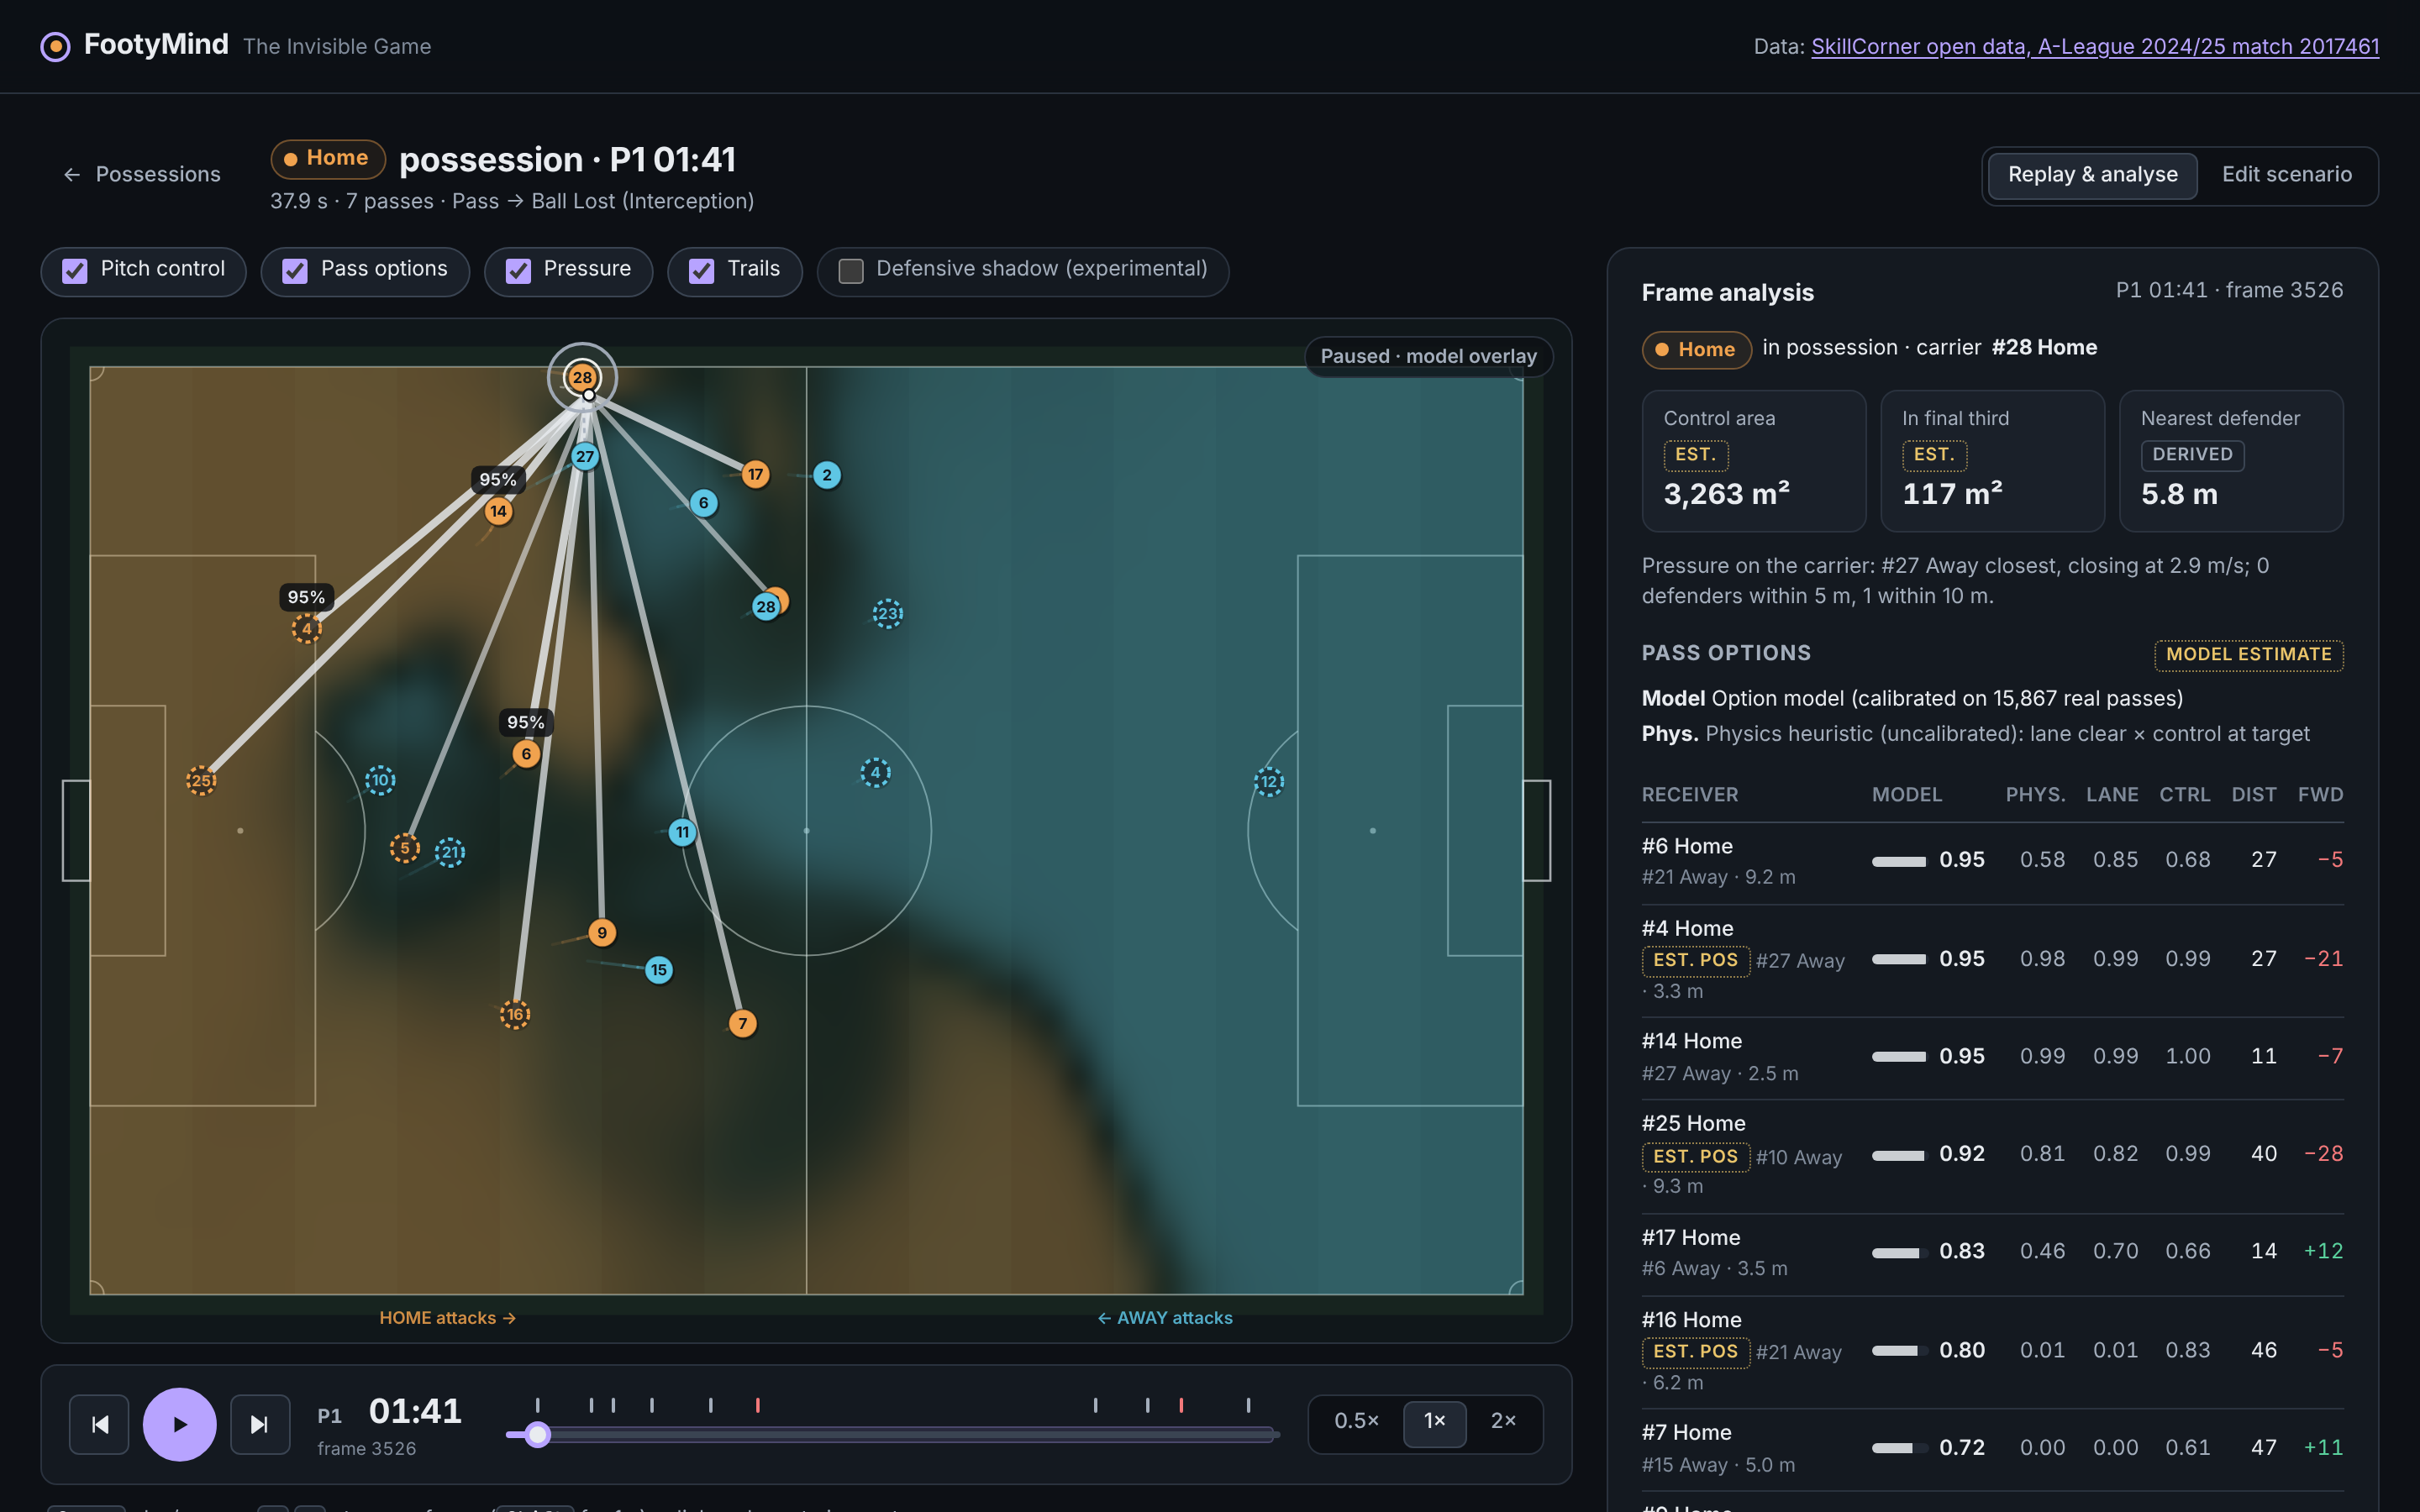 FootyMind The Invisible Game
Data: SkillCorner open data, A-League 2024/25 match 2017461
← Possessions
Home possession · P1 01:41
37.9 s · 7 passes · Pass → Ball Lost (Interception)
Replay & analyse Edit scenario
Pitch control Pass options Pressure Trails Defensive shadow (experimental)
Paused · model overlay
28
27
17
2
95%
6
14
95%
28
23
4
95%
6
25
10
4
12
11
5
21
9
15
16
7
HOME attacks →
← AWAY attacks
P1 01:41
frame 3526
0.5× 1× 2×
Frame analysis P1 01:41 · frame 3526
Home in possession · carrier #28 Home
Control area
EST.
3,263 m²
In final third
EST.
117 m²
Nearest defender
DERIVED
5.8 m
Pressure on the carrier: #27 Away closest, closing at 2.9 m/s; 0
defenders within 5 m, 1 within 10 m.
PASS OPTIONS MODEL ESTIMATE
Model Option model (calibrated on 15,867 real passes)
Phys. Physics heuristic (uncalibrated): lane clear × control at target
RECEIVER MODEL PHYS. LANE CTRL DIST FWD
#6 Home
#21 Away · 9.2 m
0.95 0.58 0.85 0.68 27 −5
#4 Home
EST. POS #27 Away
· 3.3 m
0.95 0.98 0.99 0.99 27 −21
#14 Home
#27 Away · 2.5 m
0.95 0.99 0.99 1.00 11 −7
#25 Home
EST. POS #10 Away
· 9.3 m
0.92 0.81 0.82 0.99 40 −28
#17 Home
#6 Away · 3.5 m
0.83 0.46 0.70 0.66 14 +12
#16 Home
EST. POS #21 Away
· 6.2 m
0.80 0.01 0.01 0.83 46 −5
#7 Home
#15 Away · 5.0 m
0.72 0.00 0.00 0.61 47 +11